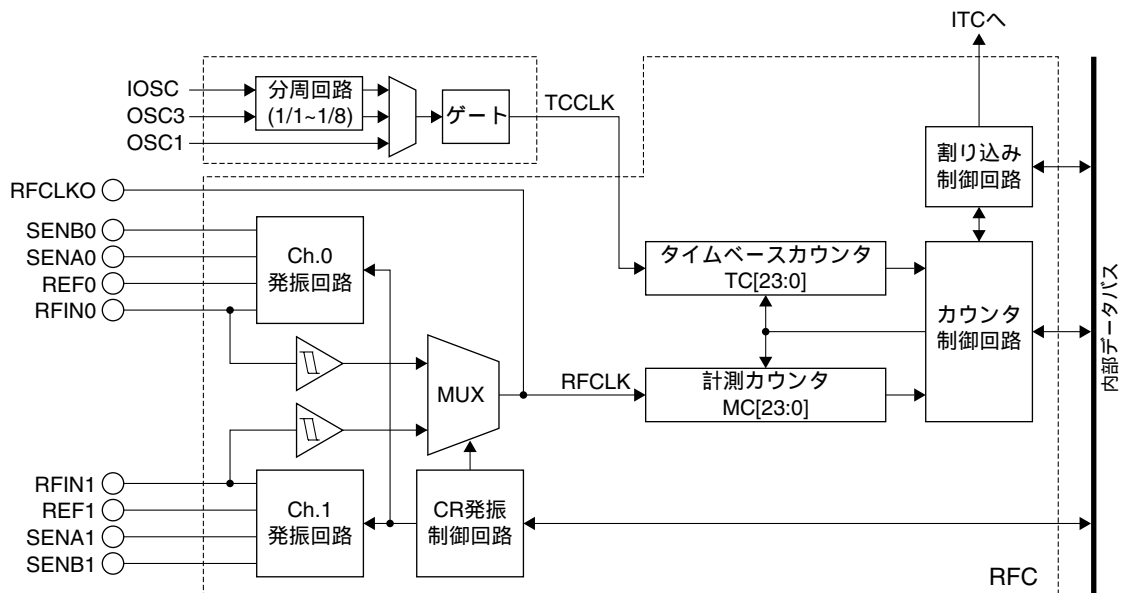 ITCへ
IOSC
OSC3
OSC1
分周回路
(1/1~1/8)
ゲート
TCCLK
割り込み
制御回路
RFCLKO
SENB0
SENA0
REF0
RFIN0
Ch.0
発振回路
タイムベースカウンタ
TC[23:0]
カウンタ
制御回路
内部データバス
MUX
RFCLK
計測カウンタ
MC[23:0]
RFIN1
REF1
SENA1
SENB1
Ch.1
発振回路
CR発振
制御回路
RFC